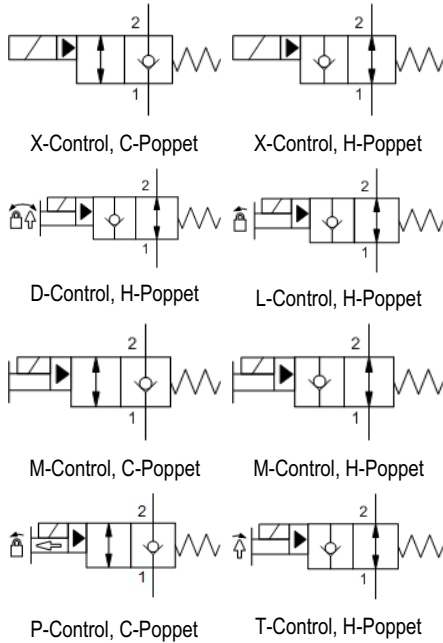 2 2
1 1
X-Control, C-Poppet X-Control, H-Poppet
2 2
1 1
D-Control, H-Poppet L-Control, H-Poppet
2 2
1 1
M-Control, C-Poppet M-Control, H-Poppet
2 2
1 1
P-Control, C-Poppet T-Control, H-Poppet